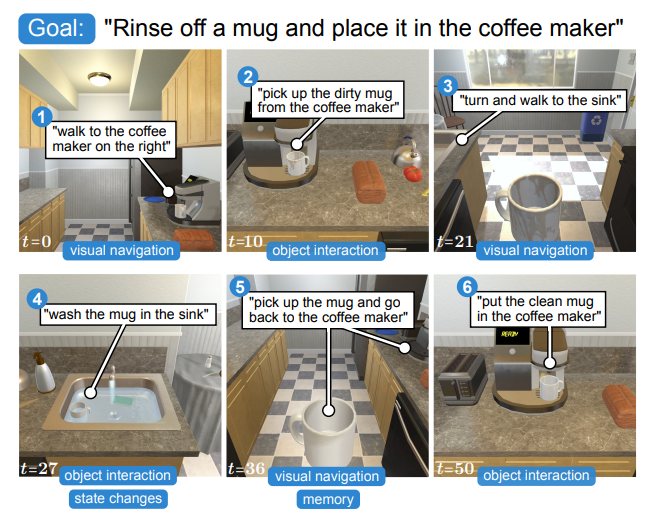 Goal: "Rinse off a mug and place it in the coffee maker"
1
"walk to the coffee
maker on the right"
t=0
visual navigation
2
"pick up the dirty mug
from the coffee maker"
t=10
object interaction
3
"turn and walk to the sink"
t=21
visual navigation
4
"wash the mug in the sink"
t=27
object interaction
state changes
5
"pick up the mug and go
back to the coffee maker"
t=36
visual navigation
memory
6
"put the clean mug
in the coffee maker"
READY
t=50
object interaction